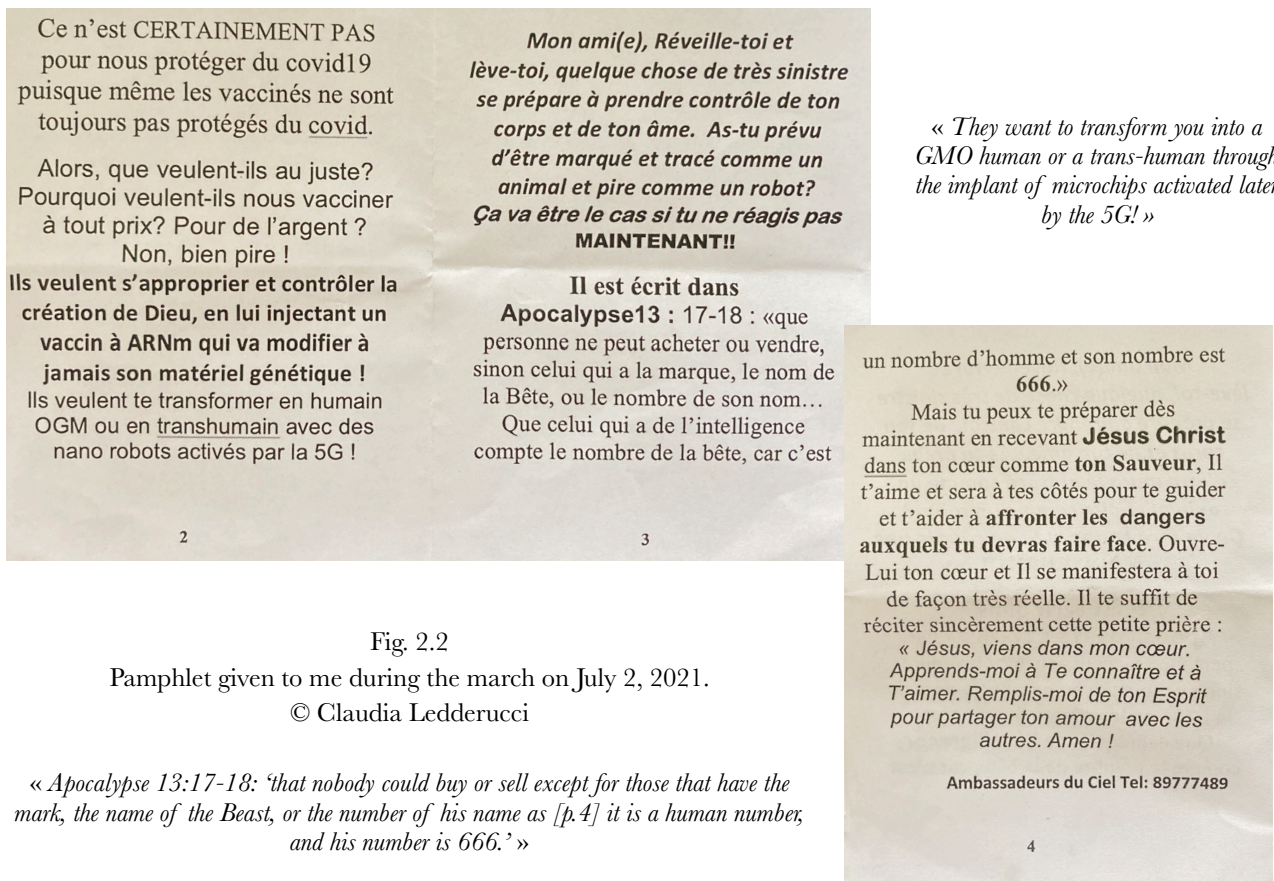 Ce n’est CERTAINEMENT PAS
pour nous protéger du covid19
puisque même les vaccinés ne sont
toujours pas protégés du covid.
Alors, que veulent-ils au juste?
Pourquoi veulent-ils nous vacciner
à tout prix? Pour de l’argent ?
Non, bien pire !
Ils veulent s’approprier et contrôler la
création de Dieu, en lui injectant un
vaccin à ARNm qui va modifier à
jamais son matériel génétique !
Ils veulent te transformer en humain
OGM ou en transhumain avec des
nano robots activés par la 5G !
2
Mon ami(e), Réveille-toi et
lève-toi, quelque chose de très sinistre
se prépare à prendre contrôle de ton
corps et de ton âme. As-tu prévu
d’être marqué et tracé comme un
animal et pire comme un robot?
Ça va être le cas si tu ne réagis pas
MAINTENANT!!
Il est écrit dans
Apocalypse13 : 17-18 : «que
personne ne peut acheter ou vendre,
sinon celui qui a la marque, le nom de
la Bête, ou le nombre de son nom…
Que celui qui a de l’intelligence
compte le nombre de la bête, car c’est
3
« They want to transform you into a
GMO human or a trans-human through
the implant of microchips activated later
by the 5G! »
un nombre d’homme et son nombre est
666.»
Mais tu peux te préparer dès
maintenant en recevant Jésus Christ
dans ton cœur comme ton Sauveur, Il
t’aime et sera à tes côtés pour te guider
et t’aider à affronter les dangers
auxquels tu devras faire face. Ouvre-
Lui ton cœur et Il se manifestera à toi
de façon très réelle. Il te suffit de
réciter sincèrement cette petite prière :
« Jésus, viens dans mon cœur.
Apprends-moi à Te connaître et à
T’aimer. Remplis-moi de ton Esprit
pour partager ton amour avec les
autres. Amen !
Ambassadeurs du Ciel Tel: 89777489
4
Fig. 2.2
Pamphlet given to me during the march on July 2, 2021.
© Claudia Ledderucci
« Apocalypse 13:17-18: ‘that nobody could buy or sell except for those that have the
mark, the name of the Beast, or the number of his name as [p.4] it is a human number,
and his number is 666.’ »